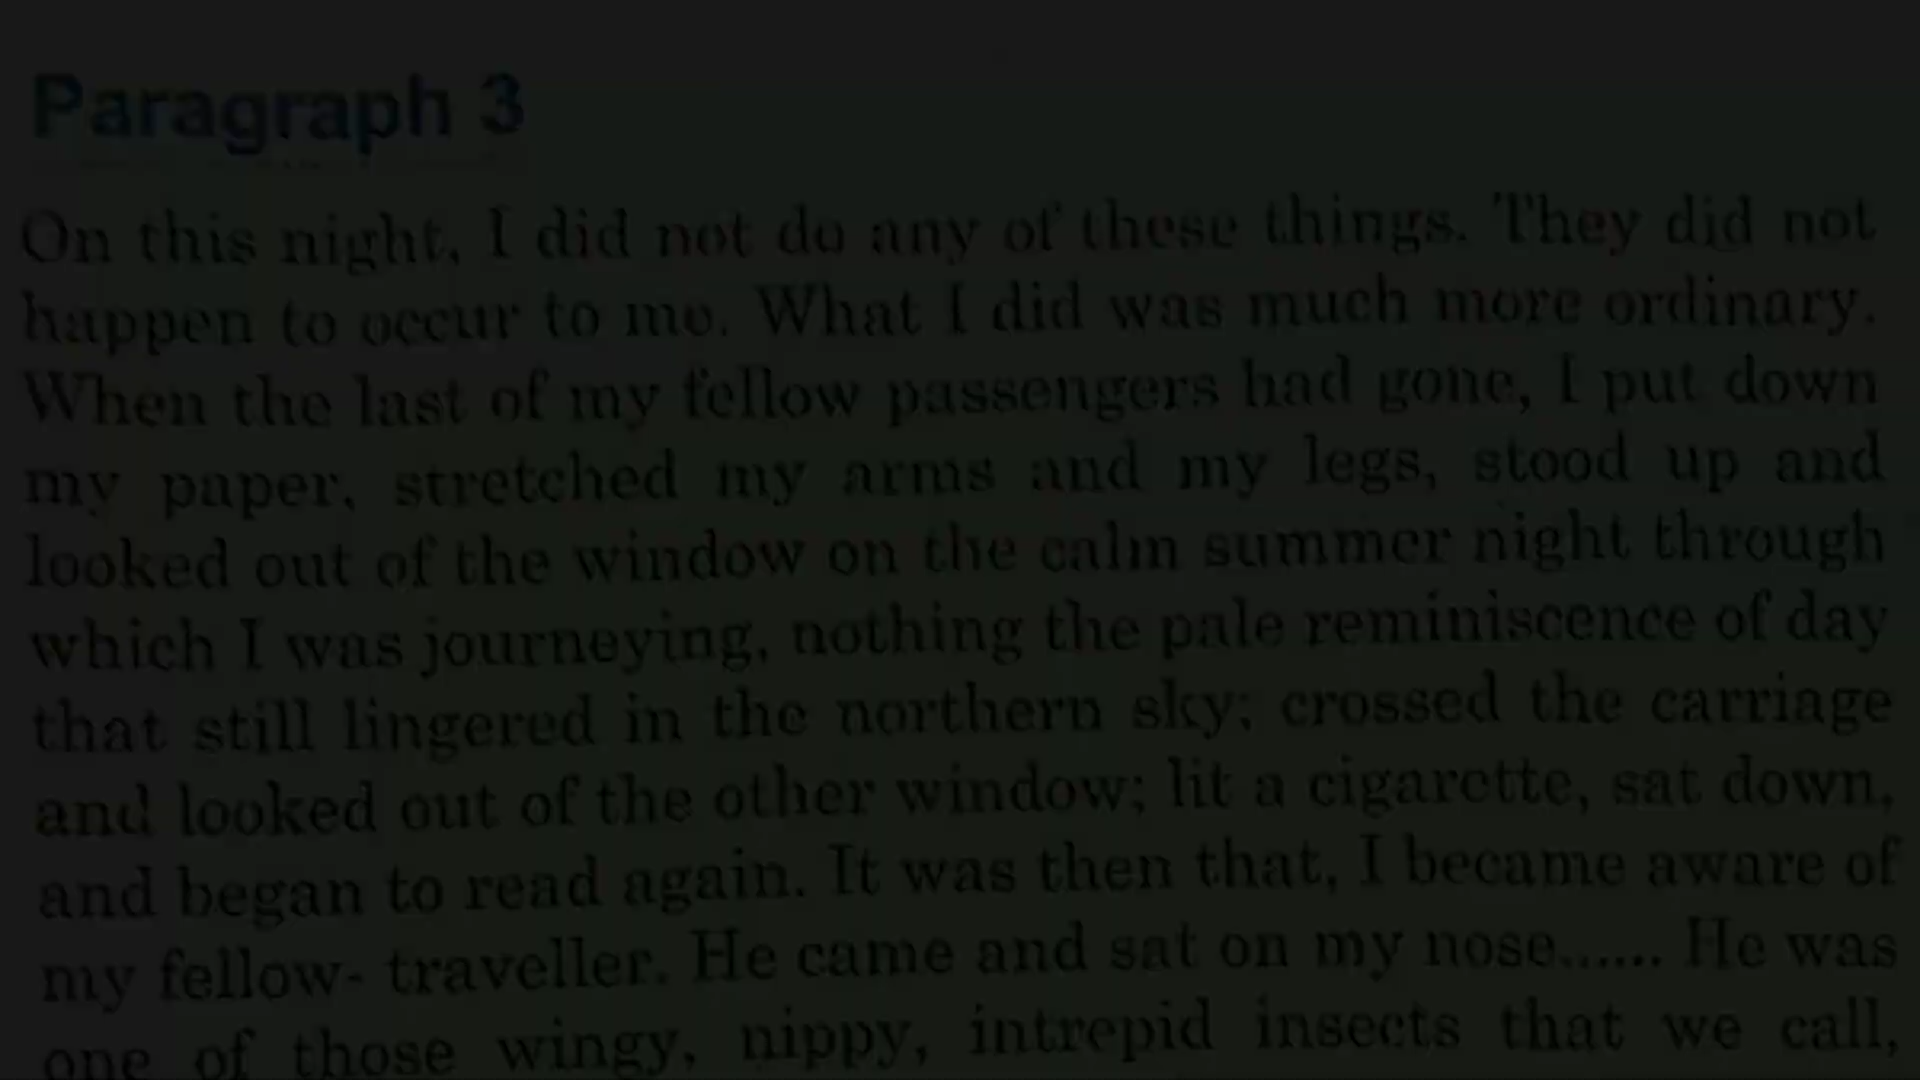 Paragraph 3
On this night, I did not do any of these things. They did not
happen to occur to me. What I did was much more ordinary.
When the last of my fellow passengers had gone, I put down
my paper, stretched my arms and my legs, stood up and
looked out of the window on the calm summer night through
which I was journeying, nothing the pale reminiscence of day
that still lingered in the northern sky; crossed the carriage
and looked out of the other window; lit a cigarette, sat down,
and began to read again. It was then that, I became aware of
my fellow- traveller. He came and sat on my nose...... He was
one of those wingy, nippy, intrepid insects that we call,